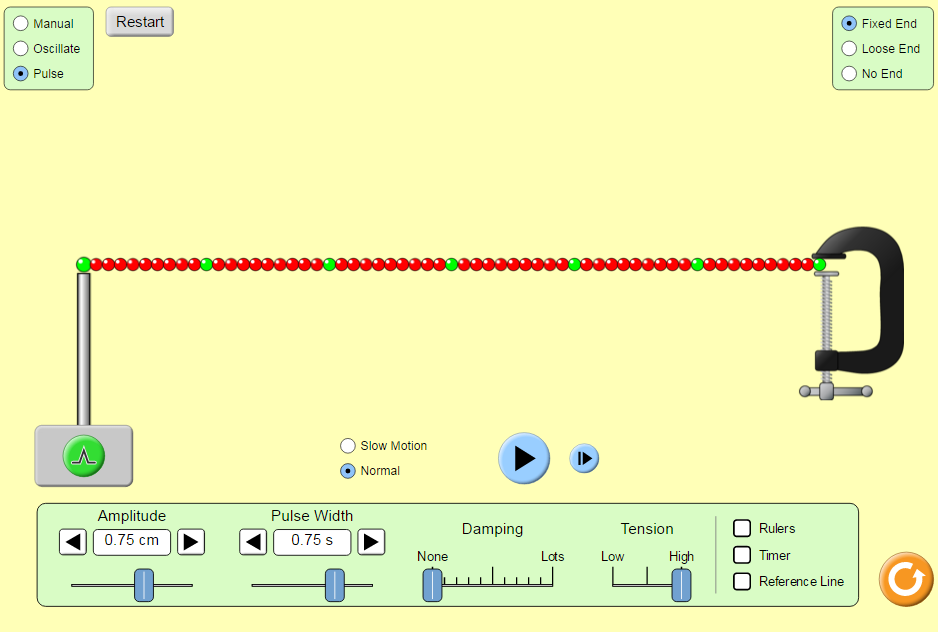 Manual
Oscillate
Pulse
Restart
Fixed End
Loose End
No End
Slow Motion
Normal
Amplitude
0.75 cm
Pulse Width
0.75 s
Damping
None Lots
Tension
Low High
Rulers
Timer
Reference Line